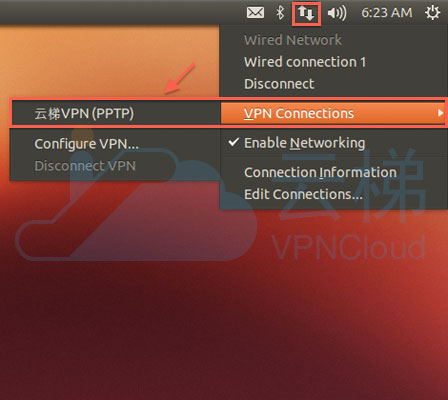 6:23 AM
Wired Network
Wired connection 1
Disconnect
云梯VPN (PPTP)
VPN Connections
Configure VPN...
Disconnect VPN
Enable Networking
Connection Information
Edit Connections...
云梯
VPNCloud